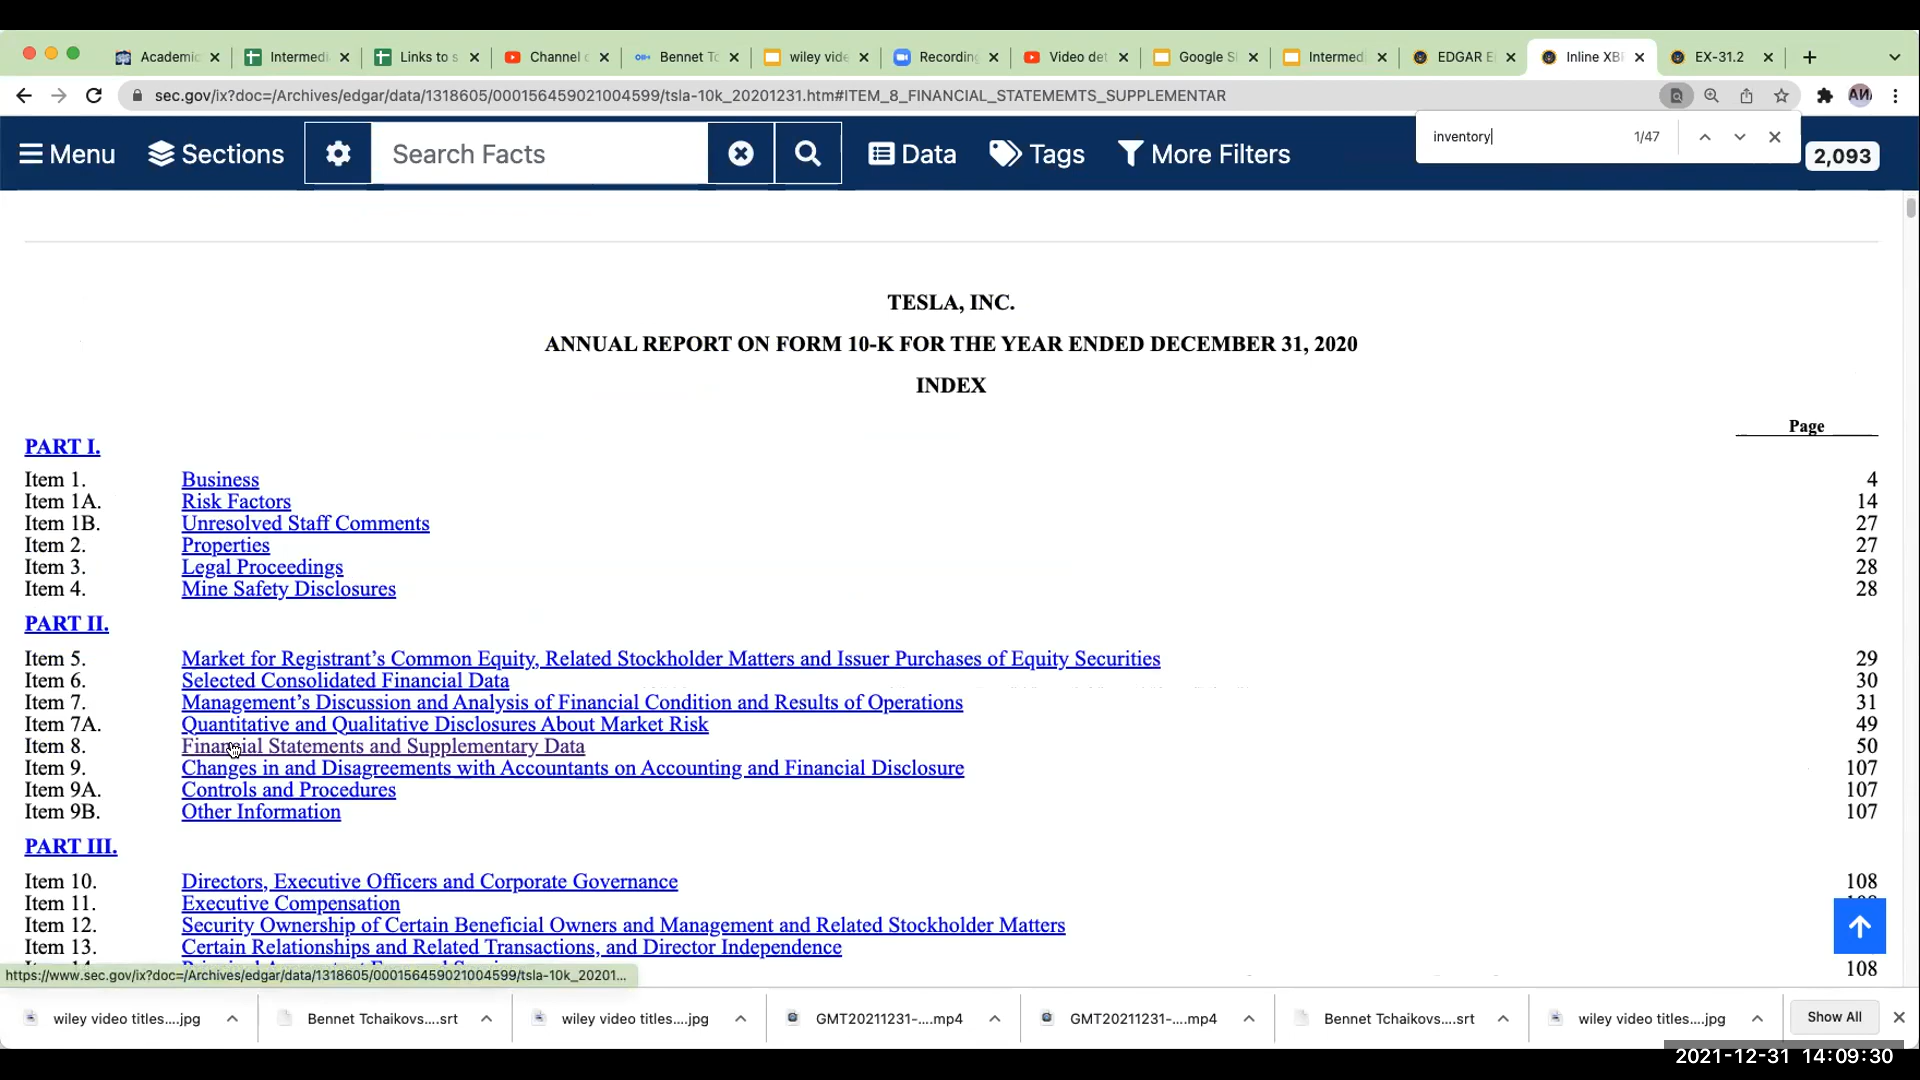 Academic
Intermedi
Links to s
Channel
Bennet Tc
wiley vide
Recording
Video det
Google Sl
Intermedi
EDGAR E
Inline XB
EX-31.2
sec.gov/ix?doc=/Archives/edgar/data/1318605/000156459021004599/tsla-10k_20201231.htm#ITEM_8_FINANCIAL_STATEMEMTS_SUPPLEMENTAR
inventory 1/47
Menu Sections Search Facts Data Tags More Filters 2,093
TESLA, INC.
ANNUAL REPORT ON FORM 10-K FOR THE YEAR ENDED DECEMBER 31, 2020
INDEX
Page
PART I.
Item 1. Business 4
Item 1A. Risk Factors 14
Item 1B. Unresolved Staff Comments 27
Item 2. Properties 27
Item 3. Legal Proceedings 28
Item 4. Mine Safety Disclosures 28
PART II.
Item 5. Market for Registrant's Common Equity, Related Stockholder Matters and Issuer Purchases of Equity Securities 29
Item 6. Selected Consolidated Financial Data 30
Item 7. Management's Discussion and Analysis of Financial Condition and Results of Operations 31
Item 7A. Quantitative and Qualitative Disclosures About Market Risk 49
Item 8. Financial Statements and Supplementary Data 50
Item 9. Changes in and Disagreements with Accountants on Accounting and Financial Disclosure 107
Item 9A. Controls and Procedures 107
Item 9B. Other Information 107
PART III.
Item 10. Directors, Executive Officers and Corporate Governance 108
Item 11. Executive Compensation
Item 12. Security Ownership of Certain Beneficial Owners and Management and Related Stockholder Matters
Item 13. Certain Relationships and Related Transactions, and Director Independence
108
https://www.sec.gov/ix?doc=/Archives/edgar/data/1318605/000156459021004599/tsla-10k_20201...
wiley video titles....jpg
Bennet Tchaikovs....srt
wiley video titles....jpg
GMT20211231-....mp4
GMT20211231-....mp4
Bennet Tchaikovs....srt
wiley video titles....jpg
Show All
2021-12-31 14:09:30